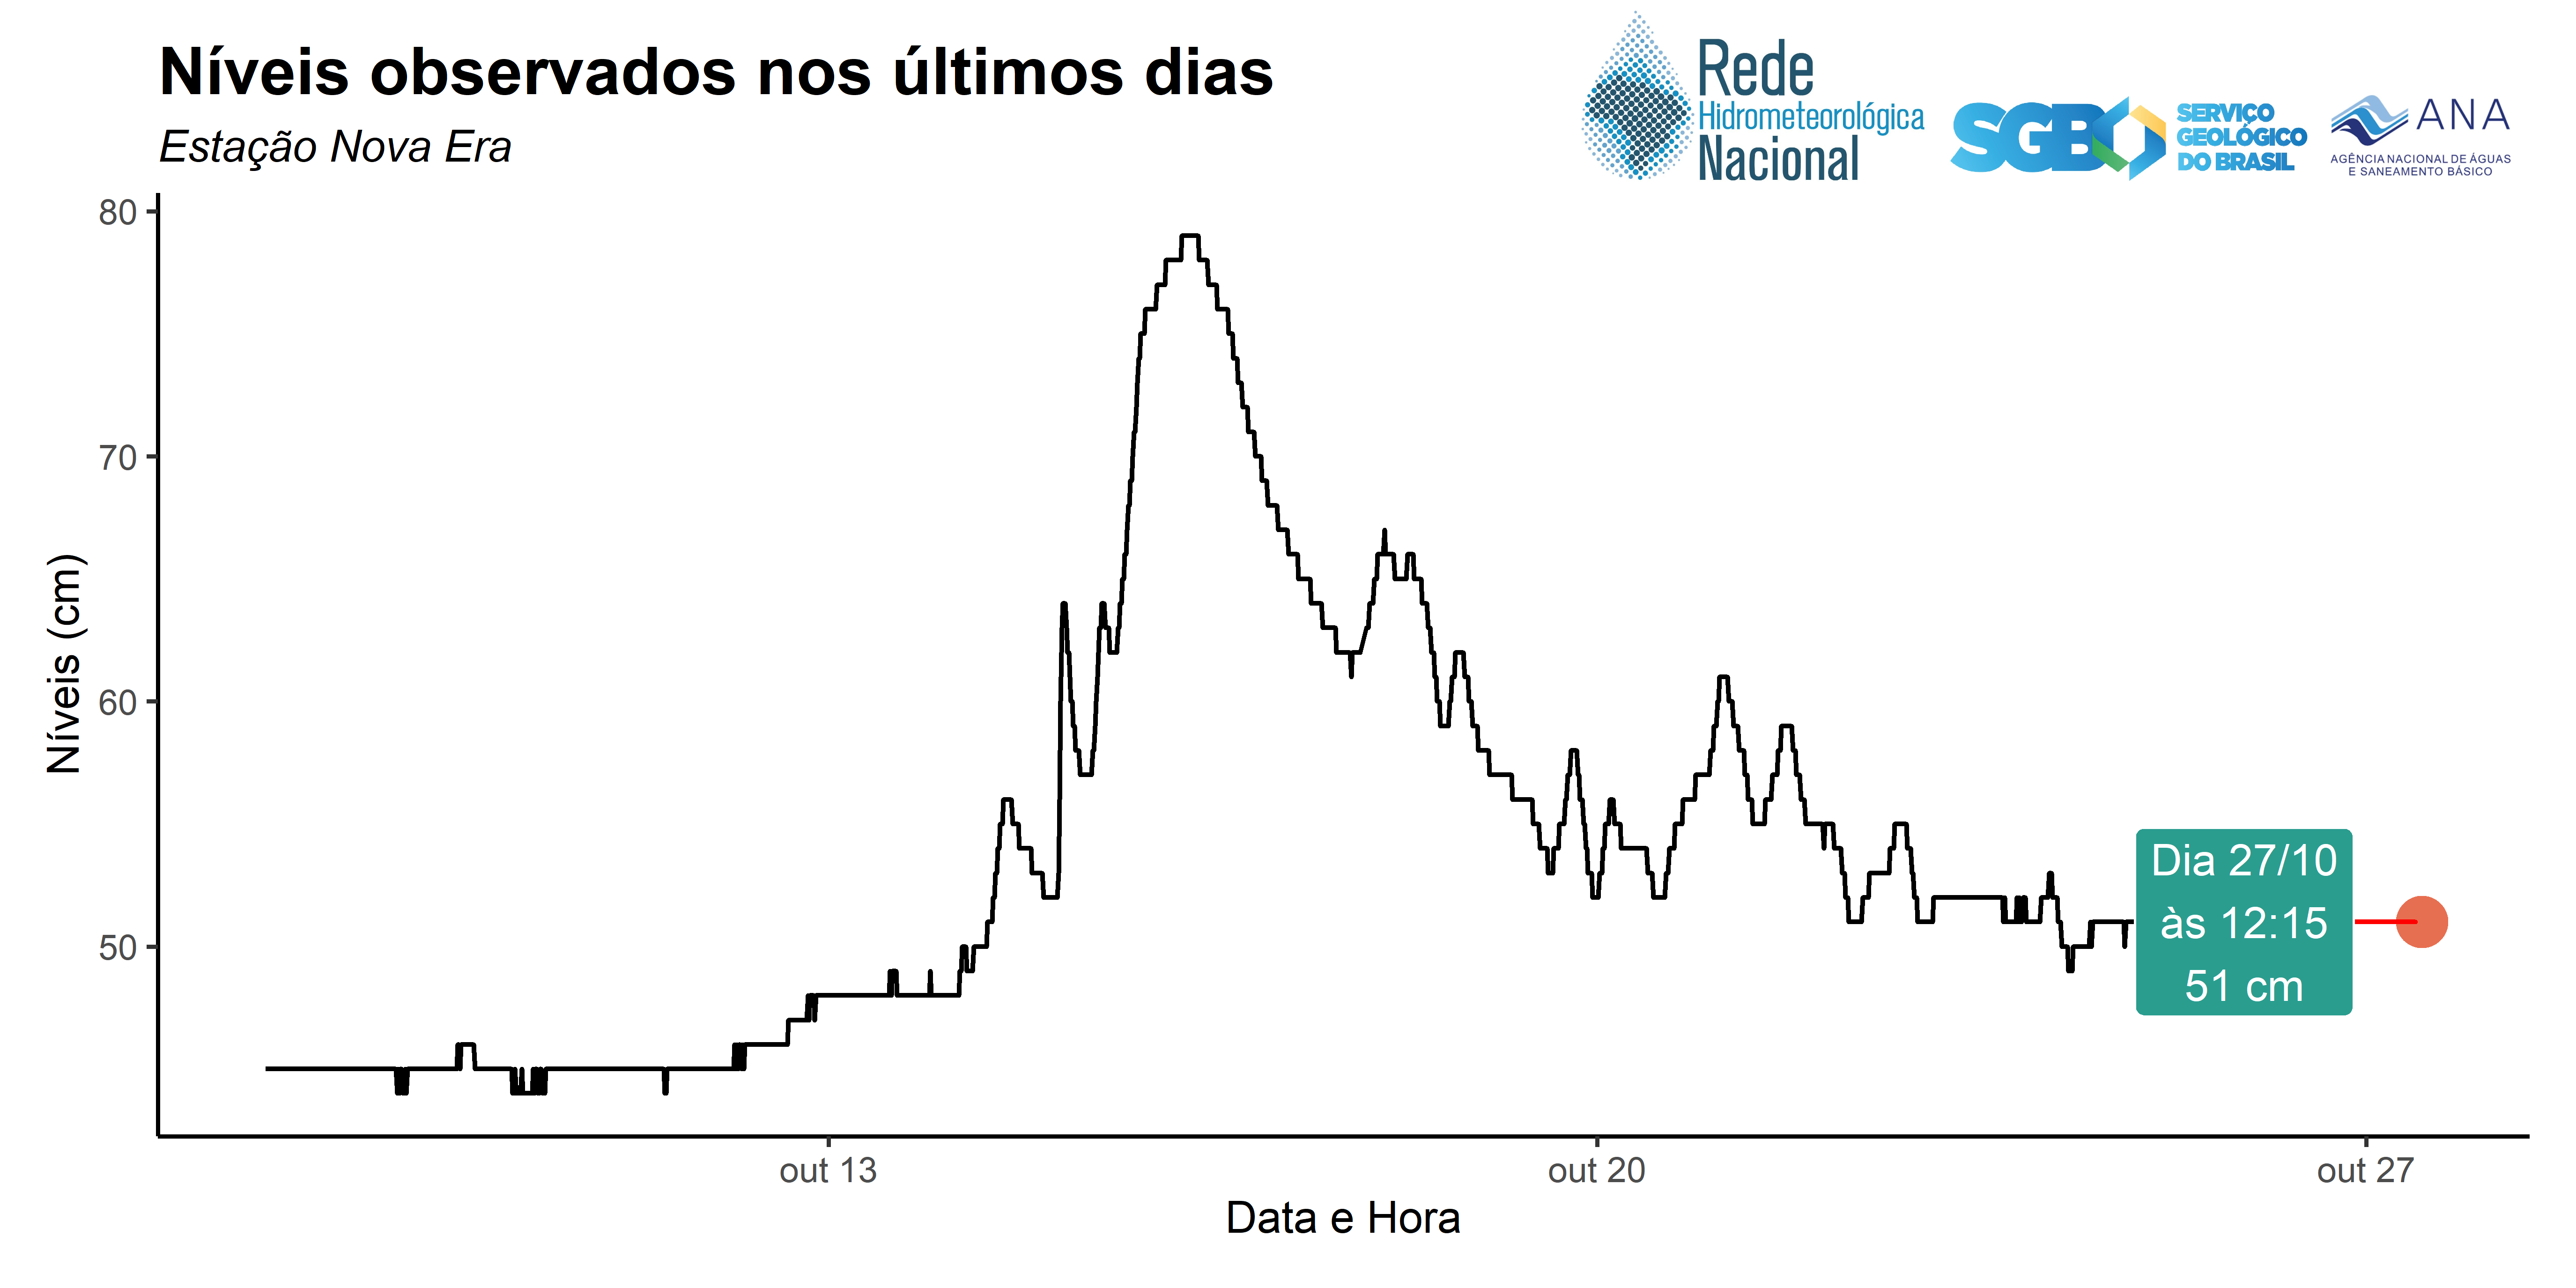 Níveis observados nos últimos dias
Estação Nova Era
Rede
Hidrometeorológica
Nacional
SGB
SERVIÇO
GEOLÓGICO
DO BRASIL
ANA
AGÊNCIA NACIONAL DE ÁGUAS
E SANEAMENTO BÁSICO
80
70
60
50
Níveis (cm)
Dia 27/10
às 12:15
51 cm
out 13
out 20
out 27
Data e Hora